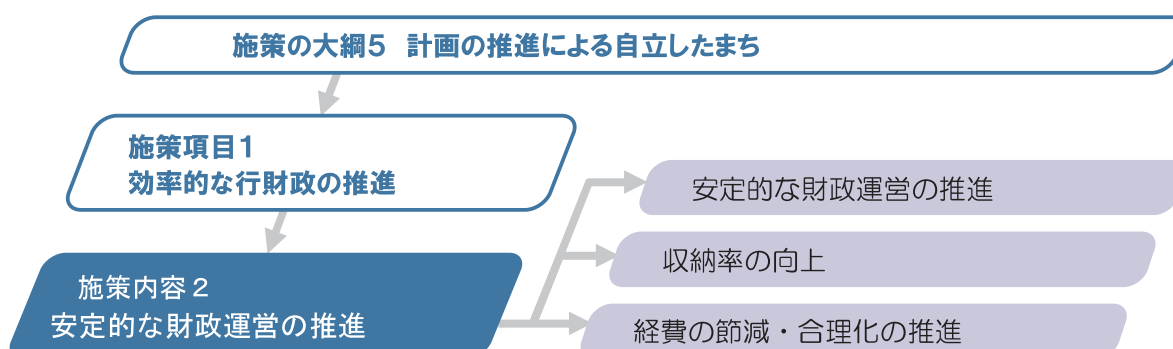 施策の大綱5 計画の推進による自立したまち
施策項目1
効率的な行財政の推進
施策内容2
安定的な財政運営の推進
安定的な財政運営の推進
収納率の向上
経費の節減・合理化の推進